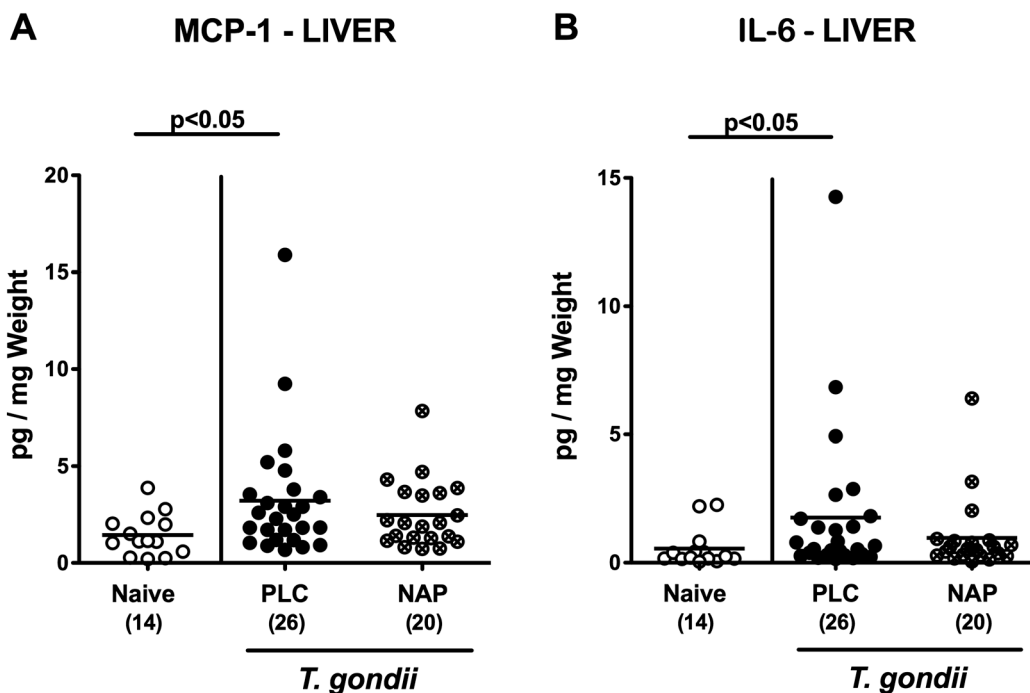 A
MCP-1 - LIVER
p<0.05
pg / mg Weight
20
15
10
5
0
Naive
(14)
PLC
(26)
NAP
(20)
T. gondii
B
IL-6 - LIVER
p<0.05
pg / mg Weight
15
10
5
0
Naive
(14)
PLC
(26)
NAP
(20)
T. gondii